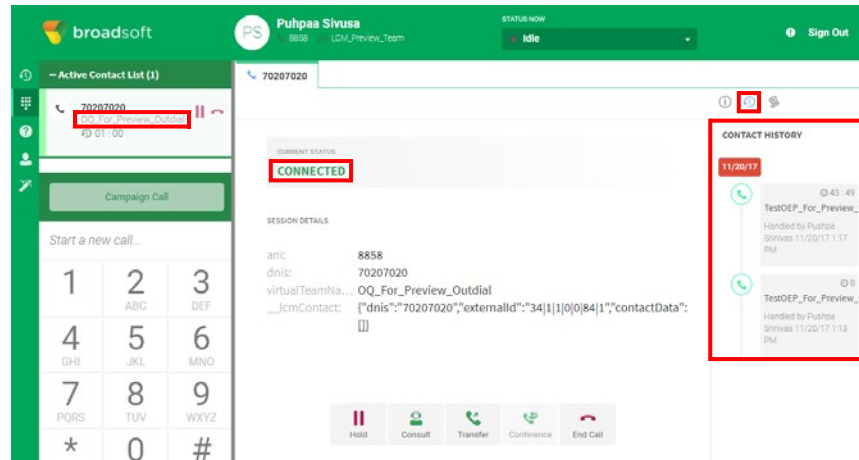 broadsoft
PS
Puhpaa Sivusa
8858 LCM_Preview_Team
STATUS NOW
Idle
Sign Out
– Active Contact List (1)
70207020
OQ_For_Preview_Outdial
01 : 00
Campaign Call
Start a new call...
1
2
ABC
3
DEF
4
GHI
5
JKL
6
MNO
7
PQRS
8
TUV
9
WXYZ
*
0
#
70207020
CURRENT STATUS
CONNECTED
SESSION DETAILS
ani: 8858
dnis: 70207020
virtualTeamNa... OQ_For_Preview_Outdial
__lcmContact: {"dnis":"70207020","externalId":"34|1|1|0|0|84|1","contactData":
[]}
Hold
Consult
Transfer
Conference
End Call
CONTACT HISTORY
11/20/17
43 : 49
TestOEP_For_Preview_
Handled by Pushpa
Srinivas 11/20/17 1:17
PM
0
TestOEP_For_Preview_
Handled by Pushpa
Srinivas 11/20/17 1:13
PM